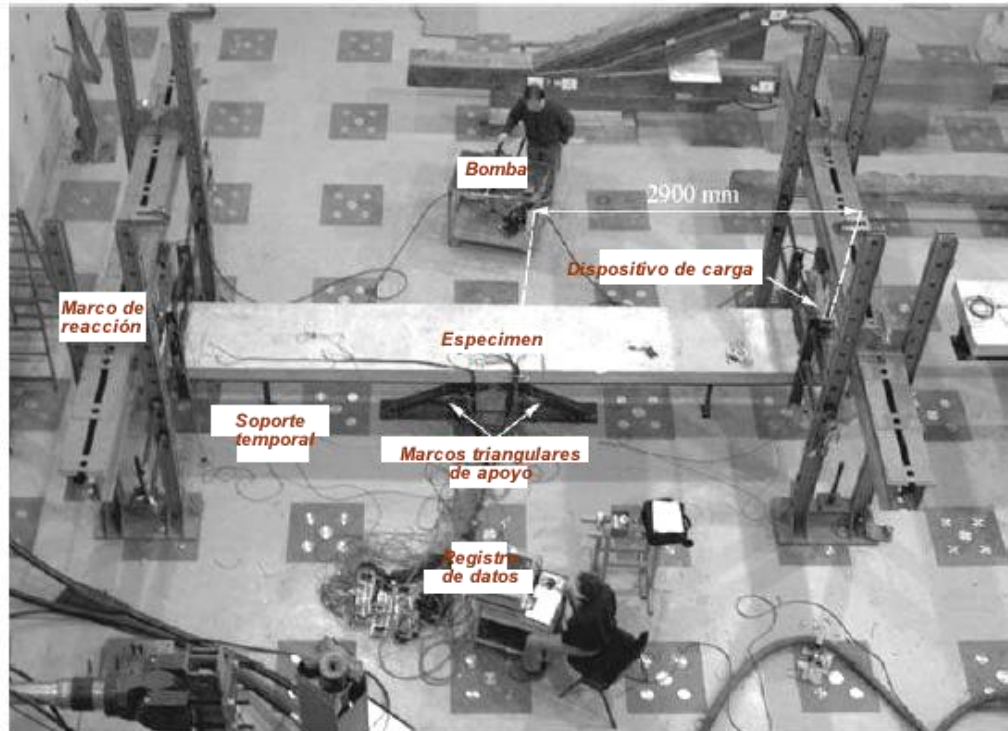 Bomba
2900 mm
Dispositivo de carga
Marco de
reacción
Especimen
Soporte
temporal
Marcos triangulares
de apoyo
Registro
de datos